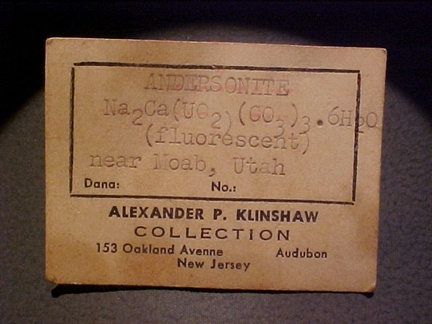 ANDERSONITE
Na2Ca(UO2)(CO3)3.6H2O
(fluorescent)
near Moab, Utah
Dana: No.:
ALEXANDER P. KLINSHAW
COLLECTION
153 Oakland Avenne Audubon
New Jersey